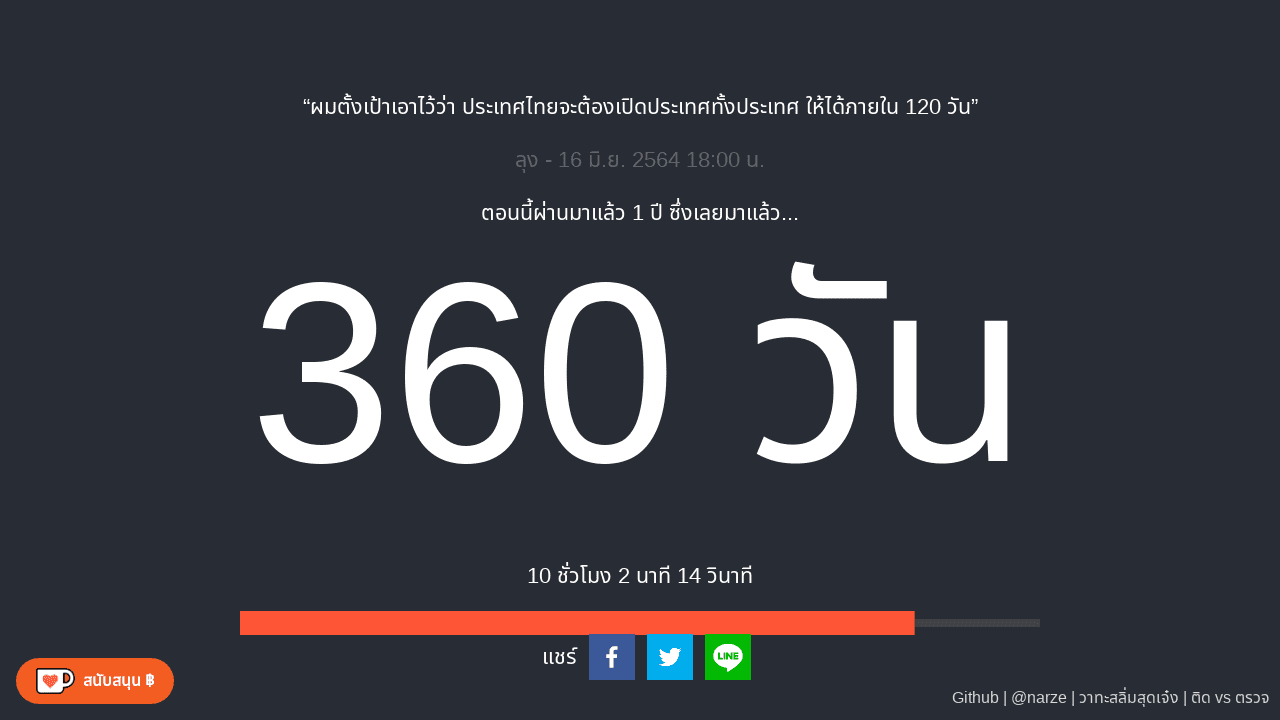 “ผมตั้งเป้าเอาไว้ว่า ประเทศไทยจะต้องเปิดประเทศทั้งประเทศ ให้ได้ภายใน 120 วัน”
ลุง - 16 มิ.ย. 2564 18:00 น.
ตอนนี้ผ่านมาแล้ว 1 ปี ซึ่งเลยมาแล้ว...
360 วัน
10 ชั่วโมง 2 นาที 14 วินาที
แชร์
LINE
สนับสนุน ฿
Github | @narze | วาทะสลิ่มสุดเจ๋ง | ติด vs ตรวจ